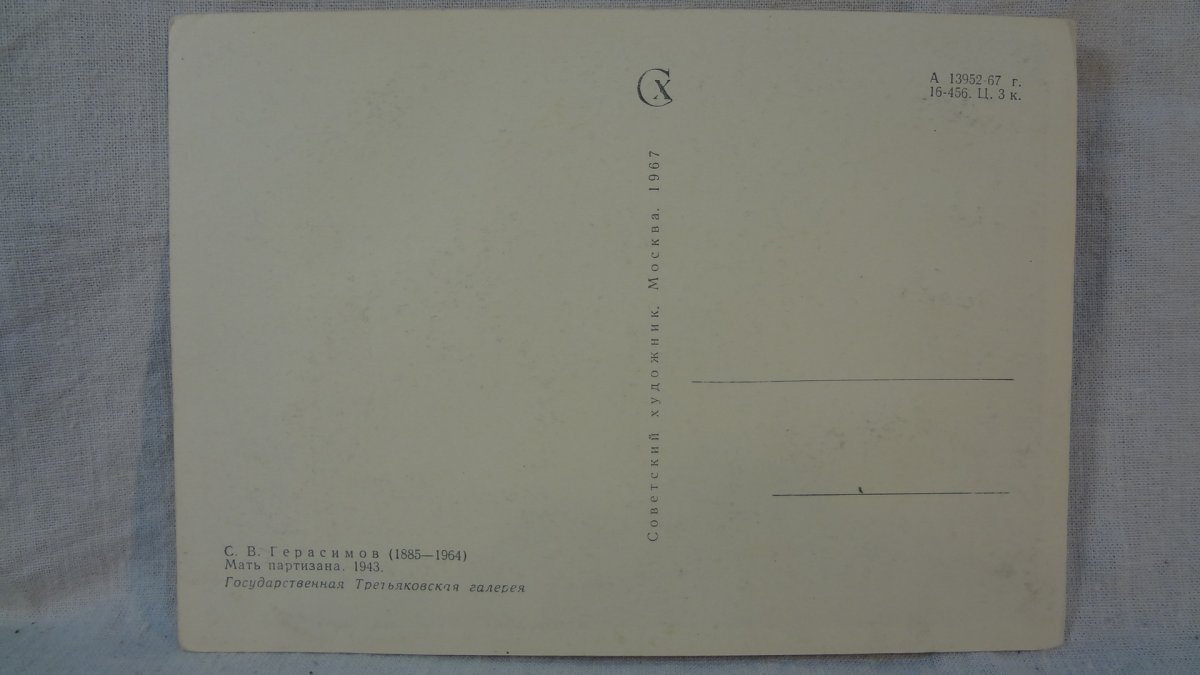 СХ
А 13952-67 г.
16-456. Ц. 3 к.
Советский художник. Москва. 1967
С. В. Герасимов (1885—1964)
Мать партизана. 1943.
Государственная Третьяковская галерея